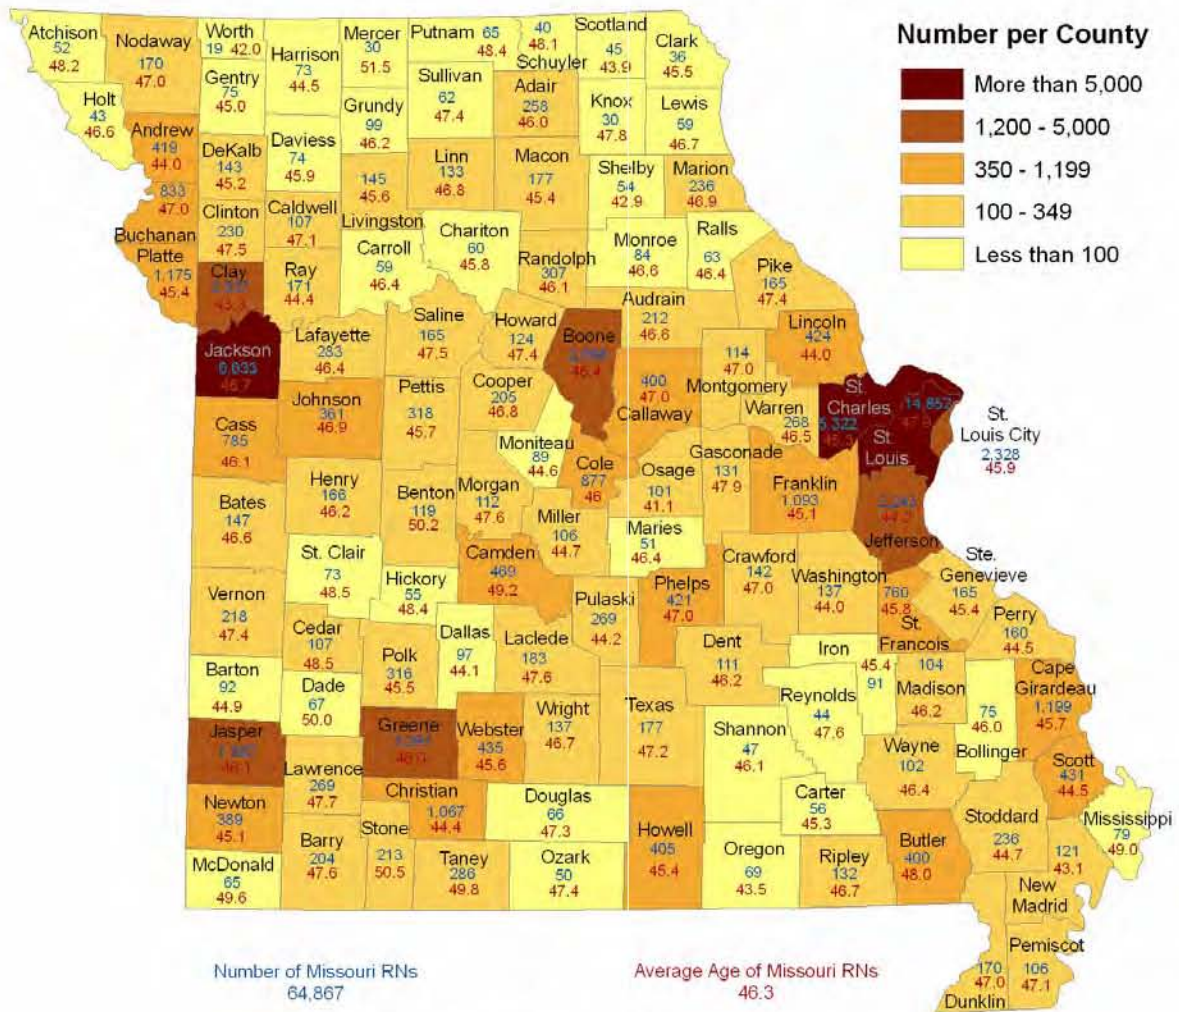 Number per County
More than 5,000
1,200 - 5,000
350 - 1,199
100 - 349
Less than 100
Atchison
52
48.2
Nodaway
170
47.0
Worth
19 42.0
Harrison
73
44.5
Mercer
30
51.5
Putnam 65
48.4
40
48.1
Schuyler
Scotland
45
43.9
Clark
36
45.5
Holt
43
46.6
Gentry
75
45.0
Sullivan
62
47.4
Adair
258
46.0
Knox
30
47.8
Lewis
59
46.7
Andrew
419
44.0
DeKalb
143
45.2
Daviess
74
45.9
Grundy
99
46.2
Linn
133
46.8
Macon
177
45.4
Shelby
54
42.9
Marion
236
46.9
833
47.0
Buchanan
Clinton
230
47.5
Caldwell
107
47.1
145
45.6
Livingston
Carroll
59
46.4
Chariton
60
45.8
Randolph
307
46.1
Monroe
84
46.6
Ralls
63
46.4
Pike
165
47.4
Platte
1,175
45.4
Clay
Ray
171
44.4
Audrain
212
46.6
Jackson
46.7
Lafayette
283
46.4
Saline
165
47.5
Howard
124
47.4
Boone
46.4
114
47.0
Montgomery
Lincoln
424
44.0
Cass
785
46.1
Johnson
361
46.9
Pettis
318
45.7
Cooper
205
46.8
400
47.0
Callaway
Warren
268
46.5
St.
Charles
5,322
45.3
14,852
47.9
St.
Louis
St.
Louis City
2,328
45.9
Moniteau
89
44.6
Cole
877
46
Osage
101
41.1
Gasconade
131
47.9
Franklin
1,093
45.1
44.2
Jefferson
Bates
147
46.6
Henry
166
46.2
Benton
119
50.2
Morgan
112
47.6
Miller
106
44.7
Maries
51
46.4
St. Clair
73
48.5
Hickory
55
48.4
Camden
469
49.2
Pulaski
269
44.2
Phelps
421
47.0
Crawford
142
47.0
Washington
137
44.0
760
45.8
St.
Francois
Ste.
Genevieve
165
45.4
Perry
160
44.5
Vernon
218
47.4
Cedar
107
48.5
Polk
316
45.5
Dallas
97
44.1
Laclede
183
47.6
Dent
111
46.2
Iron
45.4
91
104
Madison
46.2
75
46.0
Bollinger
Cape
Girardeau
1,199
45.7
Barton
92
44.9
Dade
67
50.0
Greene
46.0
Webster
435
45.6
Wright
137
46.7
Texas
177
47.2
Shannon
47
46.1
Reynolds
44
47.6
Wayne
102
46.4
Scott
431
44.5
Jasper
46.1
Lawrence
269
47.7
Christian
1,067
44.4
Douglas
66
47.3
Carter
56
45.3
Stoddard
236
44.7
Mississippi
79
49.0
Newton
389
45.1
Barry
204
47.6
Stone
213
50.5
Taney
286
49.8
Ozark
50
47.4
Howell
405
45.4
Oregon
69
43.5
Ripley
132
46.7
Butler
400
48.0
121
43.1
New
Madrid
McDonald
65
49.6
Pemiscot
106
47.1
170
47.0
Dunklin
Number of Missouri RNs
64,867
Average Age of Missouri RNs
46.3